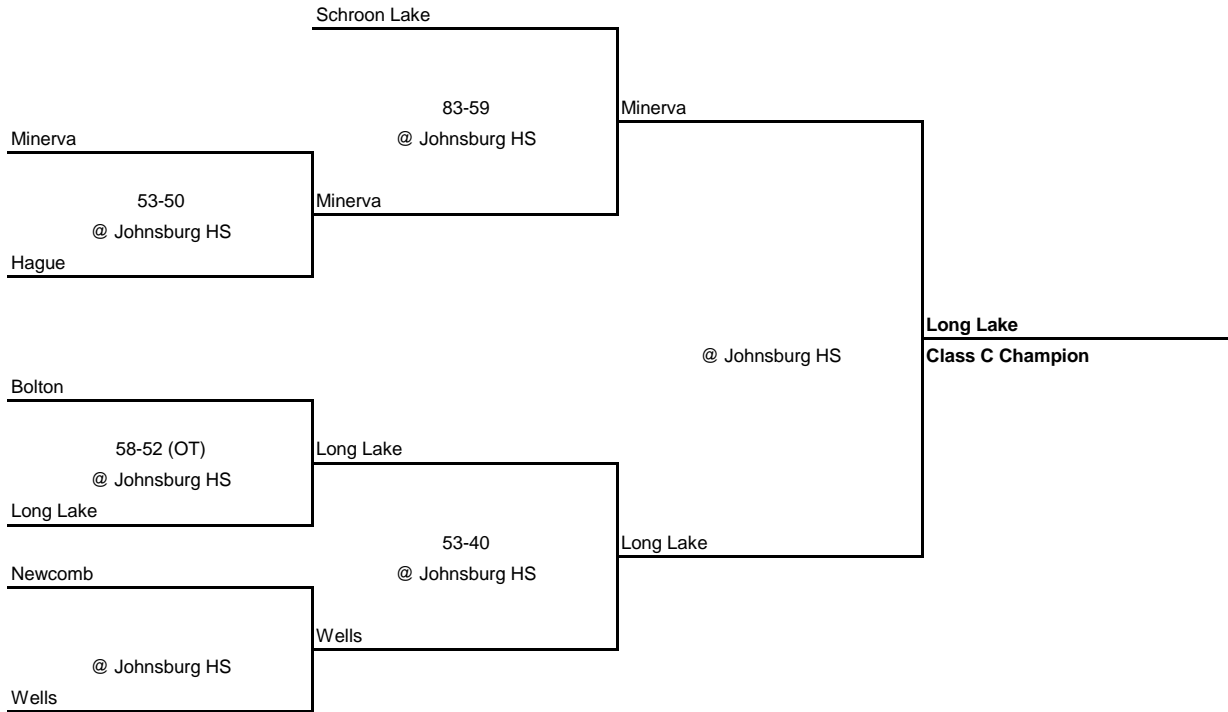 Schroon Lake
83-59
Minerva
@ Johnsburg HS
Minerva
53-50
Minerva
@ Johnsburg HS
Hague
Long Lake
@ Johnsburg HS
Class C Champion
Bolton
58-52 (OT)
Long Lake
@ Johnsburg HS
Long Lake
53-40
Long Lake
@ Johnsburg HS
Newcomb
Wells
@ Johnsburg HS
Wells